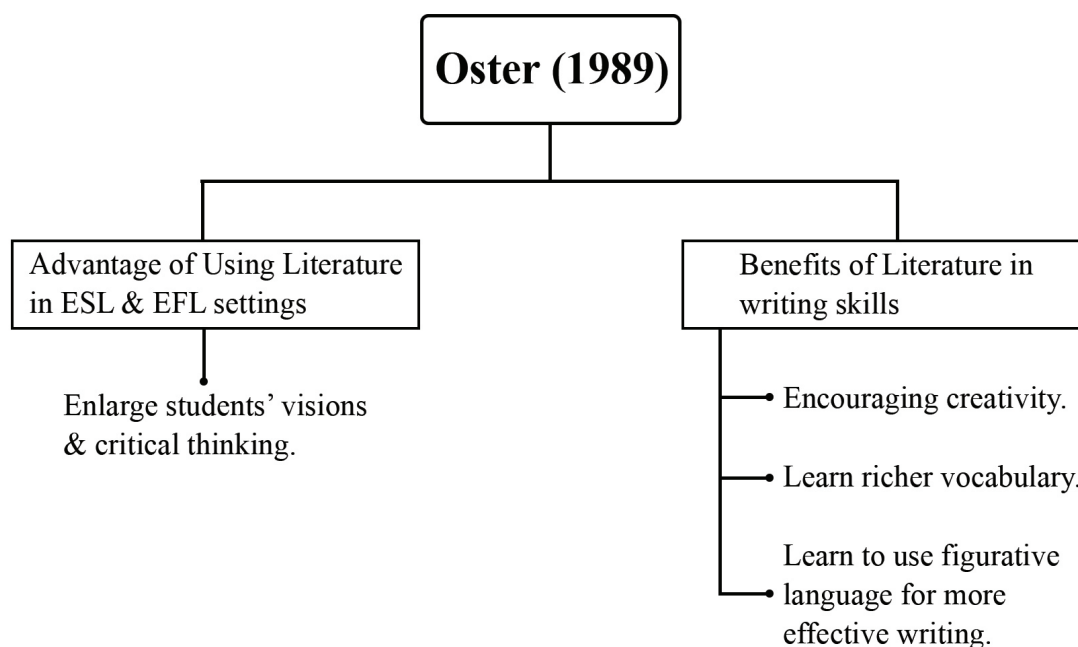 Oster (1989)
Advantage of Using Literature
in ESL & EFL settings
Enlarge students’ visions
& critical thinking.
Benefits of Literature in
writing skills
Encouraging creativity.
Learn richer vocabulary.
Learn to use figurative
language for more
effective writing.